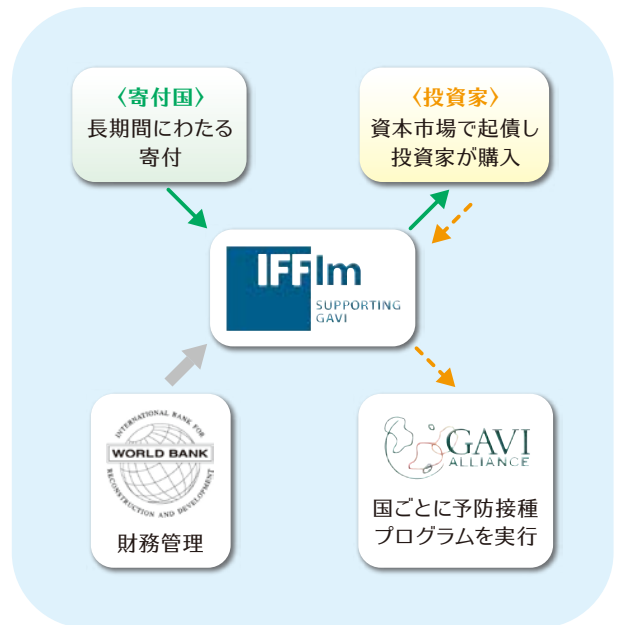 〈寄付国〉
長期間にわたる
寄付
〈投資家〉
資本市場で起債し
投資家が購入
IFFIm
SUPPORTING
GAVI
INTERNATIONAL BANK FOR
WORLD BANK
RECONSTRUCTION AND DEVELOPMENT
財務管理
GAVI
ALLIANCE
国ごとに予防接種
プログラムを実行